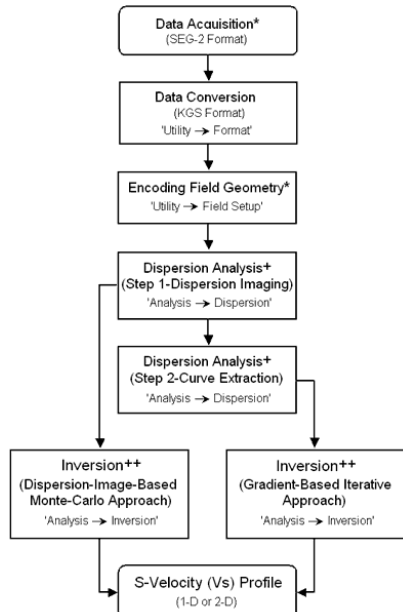 Data Acquisition*
(SEG-2 Format)
Data Conversion
(KGS Format)
'Utility → Format'
Encoding Field Geometry*
'Utility → Field Setup'
Dispersion Analysis+
(Step 1-Dispersion Imaging)
'Analysis → Dispersion'
Dispersion Analysis+
(Step 2-Curve Extraction)
'Analysis → Dispersion'
Inversion++
(Dispersion-Image-Based
Monte-Carlo Approach)
'Analysis → Inversion'
Inversion++
(Gradient-Based Iterative
Approach)
'Analysis → Inversion'
S-Velocity (Vs) Profile
(1-D or 2-D)